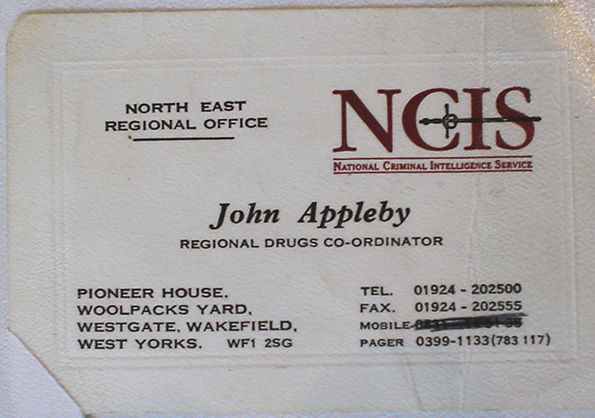 NORTH EAST
REGIONAL OFFICE
NCIS
NATIONAL CRIMINAL INTELLIGENCE SERVICE
John Appleby
REGIONAL DRUGS CO-ORDINATOR
PIONEER HOUSE,
WOOLPACKS YARD,
WESTGATE, WAKEFIELD,
WEST YORKS. WF1 2SG
TEL. 01924 - 202500
FAX. 01924 - 202555
MOBILE
PAGER 0399-1133(783 117)